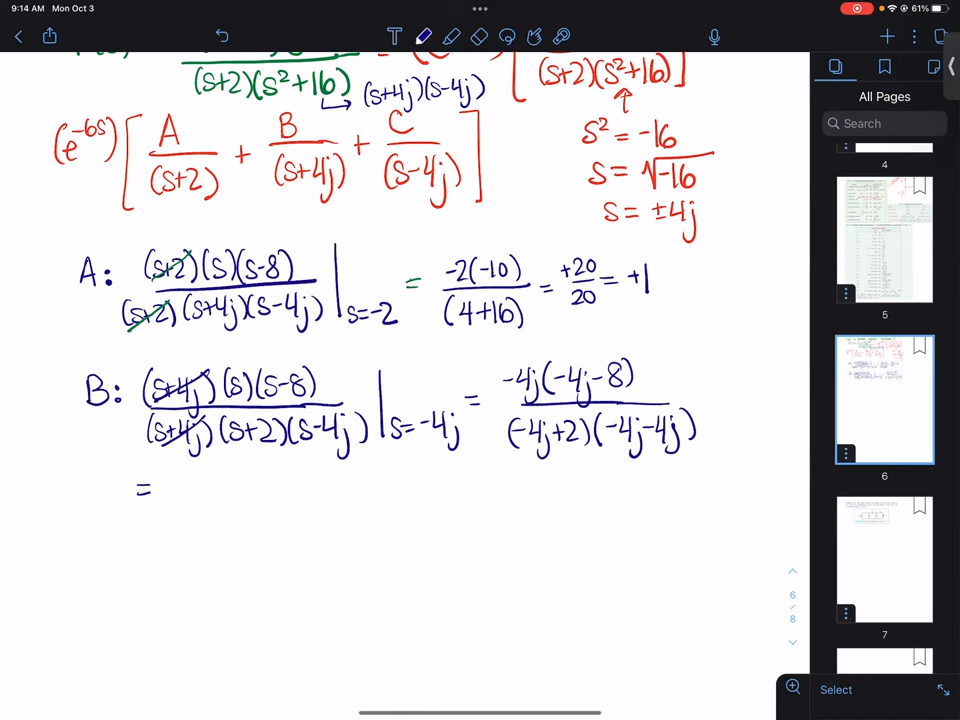 9:14 AM Mon Oct 3
61%
(s+2)(s²+16)
(s+2)(s²+16)]
↳ (s+4j)(s-4j)
(e^-6s) [ A/(s+2) + B/(s+4j) + C/(s-4j) ]
s² = -16
s = √-16
s = ±4j
A: (s+2)(s)(s-8)/(s+2)(s+4j)(s-4j) |s=-2 = -2(-10)/(4+16) = +20/20 = +1
B: (s+4j)(s)(s-8)/(s+4j)(s+2)(s-4j) |s=-4j = -4j(-4j-8)/(-4j+2)(-4j-4j)
=
All Pages
Search
4
5
6
7
6
/
8
Select